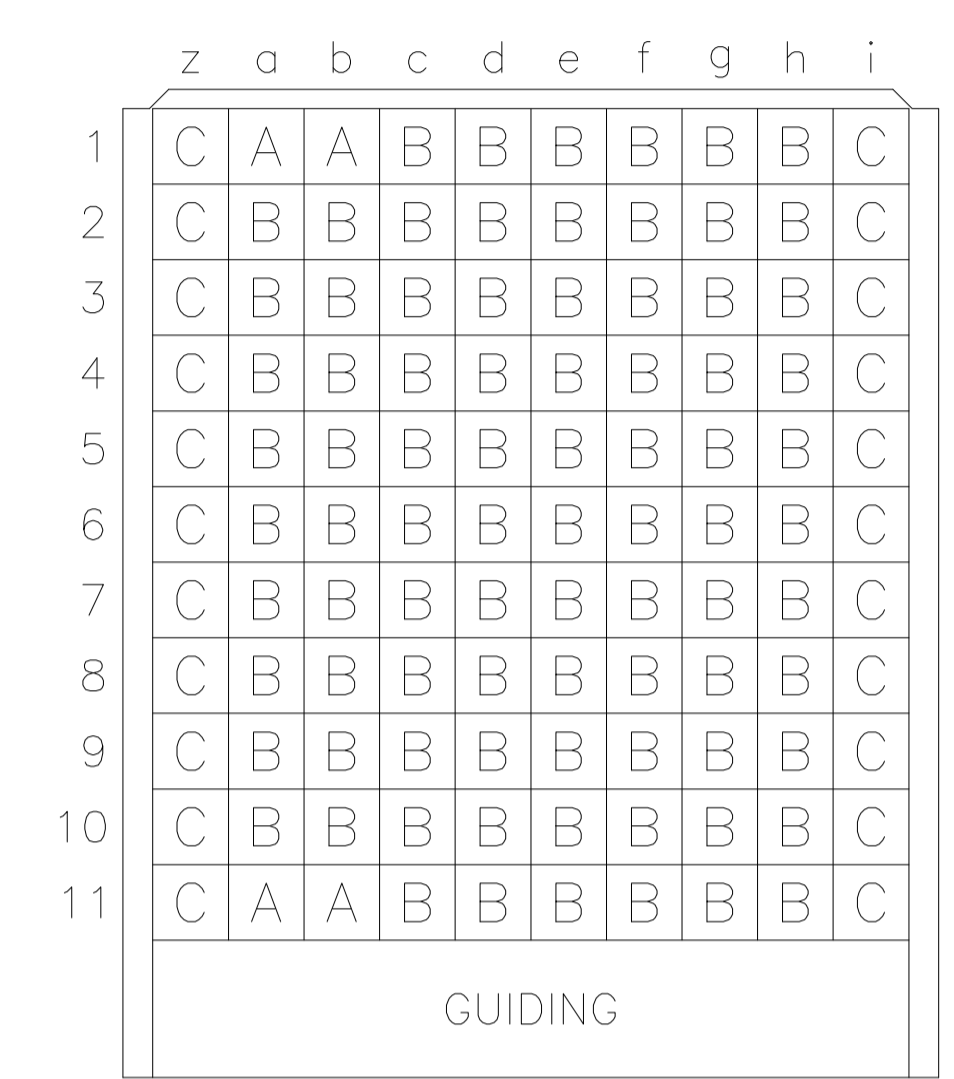 z a b c d e f g h i
1 C A A B B B B B B C
2 C B B B B B B B B C
3 C B B B B B B B B C
4 C B B B B B B B B C
5 C B B B B B B B B C
6 C B B B B B B B B C
7 C B B B B B B B B C
8 C B B B B B B B B C
9 C B B B B B B B B C
10 C B B B B B B B B C
11 C A A B B B B B B C
GUIDING